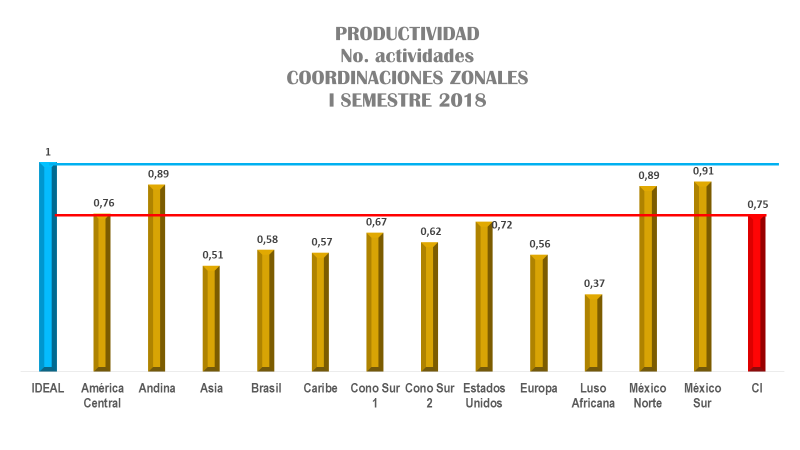 PRODUCTIVIDAD
No. actividades
COORDINACIONES ZONALES
I SEMESTRE 2018
1
0,76
0,89
0,51
0,58
0,57
0,67
0,62
0,72
0,56
0,37
0,89
0,91
0,75
IDEAL
América
Central
Andina
Asia
Brasil
Caribe
Cono Sur
1
Cono Sur
2
Estados
Unidos
Europa
Luso
Africana
México
Norte
México
Sur
CI